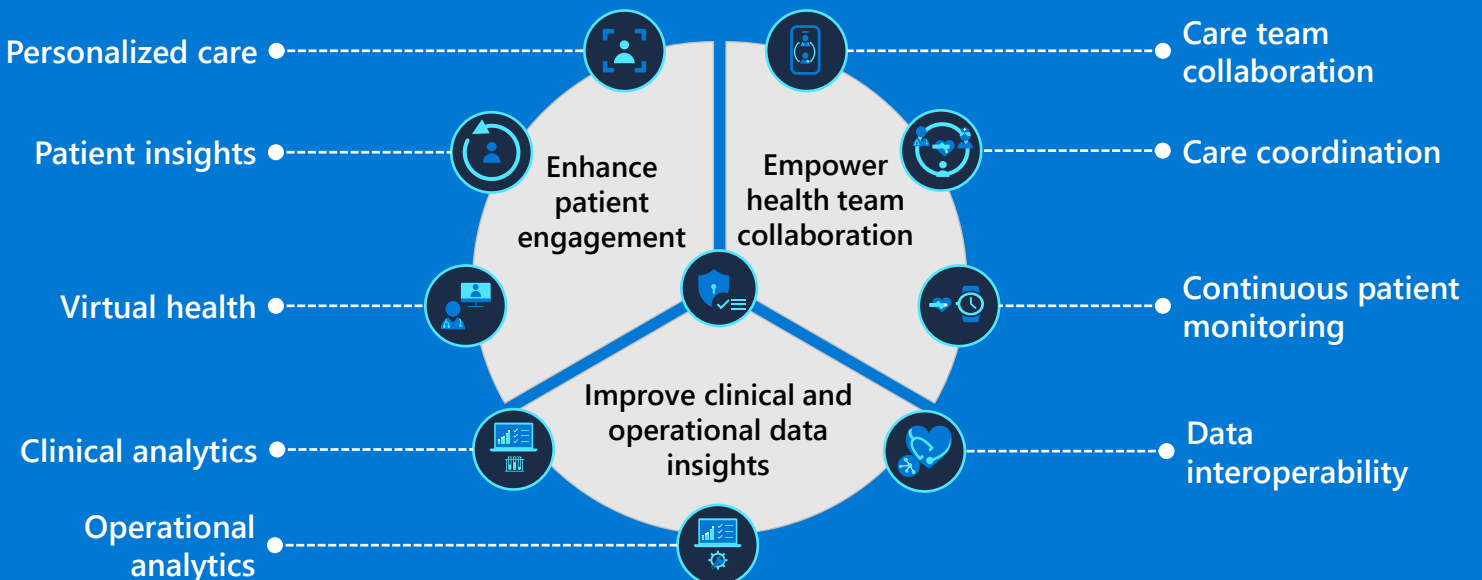 Personalized care
Patient insights
Virtual health
Clinical analytics
Operational
analytics
Enhance
patient
engagement
Empower
health team
collaboration
Improve clinical and
operational data
insights
Care team
collaboration
Care coordination
Continuous patient
monitoring
Data
interoperability